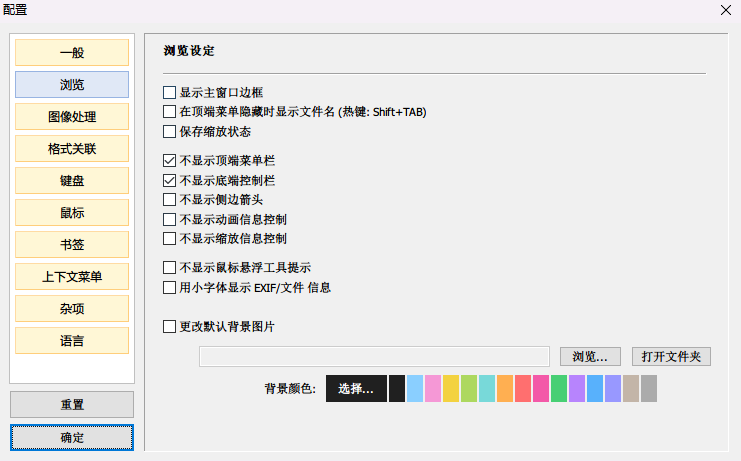 配置
一般
浏览
图像处理
格式关联
键盘
鼠标
书签
上下文菜单
杂项
语言
重置
确定
浏览设定
显示主窗口边框
在顶端菜单隐藏时显示文件名 (热键: Shift+TAB)
保存缩放状态
不显示顶端菜单栏
不显示底端控制栏
不显示侧边箭头
不显示动画信息控制
不显示缩放信息控制
不显示鼠标悬浮工具提示
用小字体显示 EXIF/文件 信息
更改默认背景图片
浏览... 打开文件夹
背景颜色: 选择...